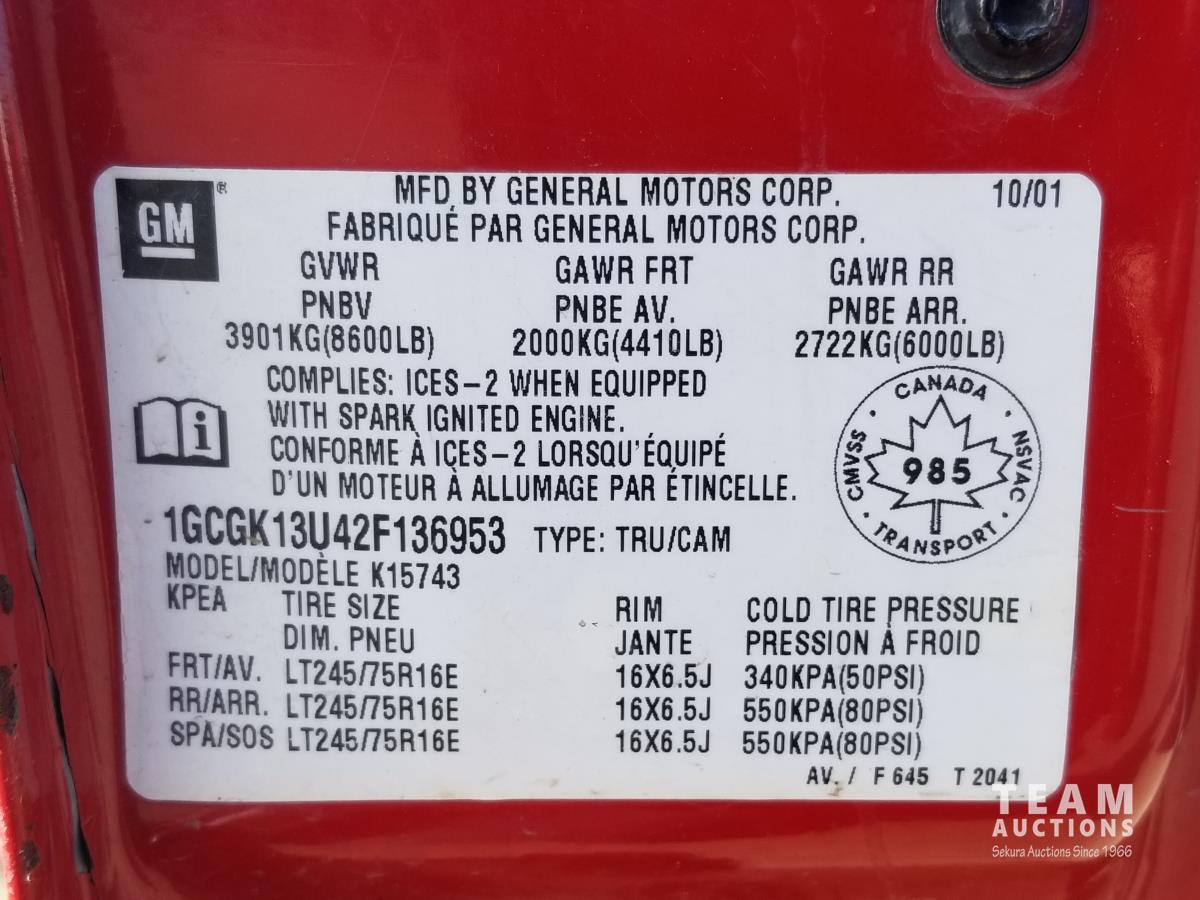 GM ®
MFD BY GENERAL MOTORS CORP. 10/01
FABRIQUÉ PAR GENERAL MOTORS CORP.
GVWR GAWR FRT GAWR RR
PNBV PNBE AV. PNBE ARR.
3901KG(8600LB) 2000KG(4410LB) 2722KG(6000LB)
COMPLIES: ICES-2 WHEN EQUIPPED
WITH SPARK IGNITED ENGINE.
CONFORME À ICES-2 LORSQU'ÉQUIPÉ
D'UN MOTEUR À ALLUMAGE PAR ÉTINCELLE.
i
CANADA
CMVSS 985 NSVAC
TRANSPORT
1GCGK13U42F136953 TYPE: TRU/CAM
MODEL/MODÈLE K15743
KPEA TIRE SIZE RIM COLD TIRE PRESSURE
DIM. PNEU JANTE PRESSION À FROID
FRT/AV. LT245/75R16E 16X6.5J 340KPA(50PSI)
RR/ARR. LT245/75R16E 16X6.5J 550KPA(80PSI)
SPA/SOS LT245/75R16E 16X6.5J 550KPA(80PSI)
AV. / F 645 T 2041
TEAM
AUCTIONS
Sekura Auctions Since 1966